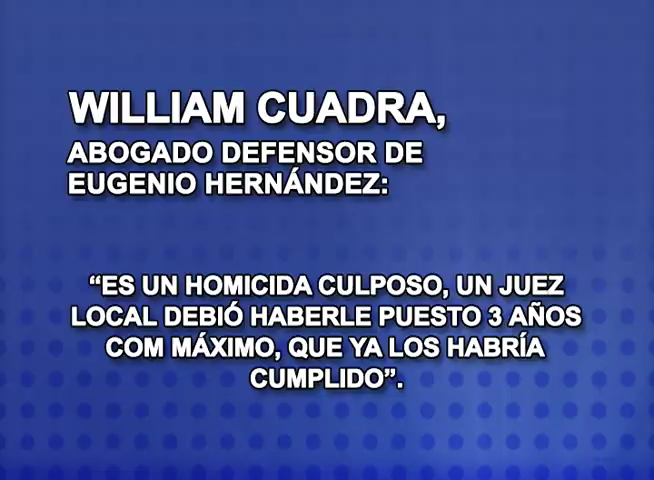 WILLIAM CUADRA,
ABOGADO DEFENSOR DE
EUGENIO HERNÁNDEZ:
“ES UN HOMICIDA CULPOSO, UN JUEZ
LOCAL DEBIÓ HABERLE PUESTO 3 AÑOS
COM MÁXIMO, QUE YA LOS HABRÍA
CUMPLIDO”.